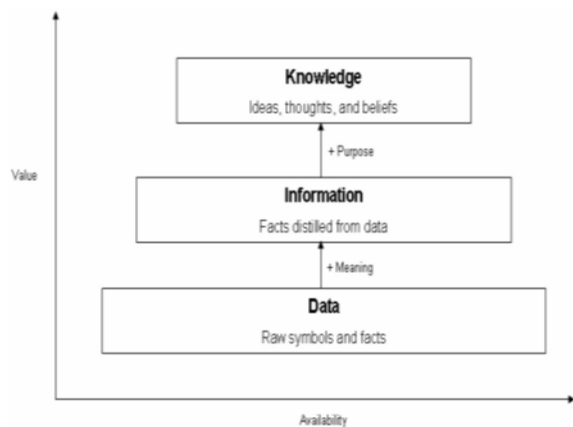 Knowledge
Ideas, thoughts, and beliefs
+ Purpose
Value
Information
Facts distilled from data
+ Meaning
Data
Raw symbols and facts
Availability